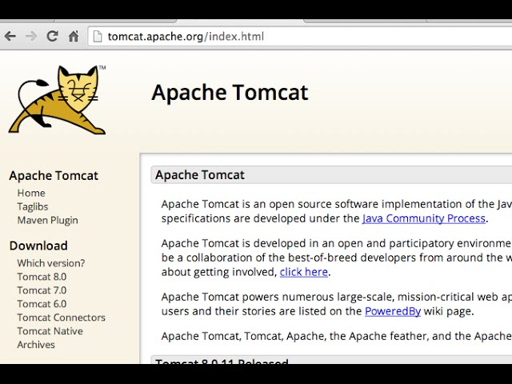 tomcat.apache.org/index.html
TM
Apache Tomcat
Apache Tomcat
Home
Taglibs
Maven Plugin
Download
Which version?
Tomcat 8.0
Tomcat 7.0
Tomcat 6.0
Tomcat Connectors
Tomcat Native
Archives
Apache Tomcat
Apache Tomcat is an open source software implementation of the Jav
specifications are developed under the Java Community Process.
Apache Tomcat is developed in an open and participatory environme
be a collaboration of the best-of-breed developers from around the w
about getting involved, click here.
Apache Tomcat powers numerous large-scale, mission-critical web ap
users and their stories are listed on the PoweredBy wiki page.
Apache Tomcat, Tomcat, Apache, the Apache feather, and the Apache
Tomcat 8.0.11 Released